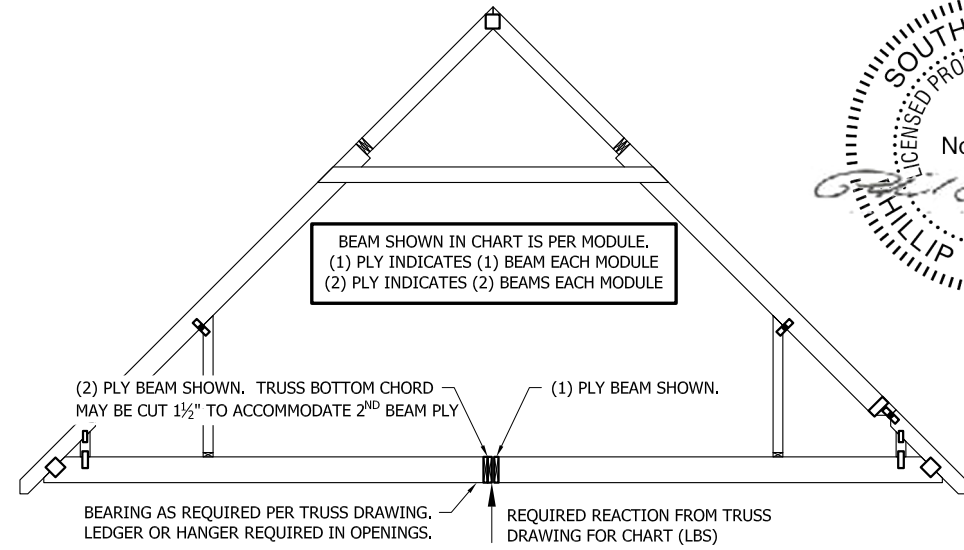 SOUTH
LICENSED PRO
No
HILLIP
BEAM SHOWN IN CHART IS PER MODULE.
(1) PLY INDICATES (1) BEAM EACH MODULE
(2) PLY INDICATES (2) BEAMS EACH MODULE
(2) PLY BEAM SHOWN. TRUSS BOTTOM CHORD
MAY BE CUT 1½" TO ACCOMMODATE 2ND BEAM PLY
(1) PLY BEAM SHOWN.
BEARING AS REQUIRED PER TRUSS DRAWING.
LEDGER OR HANGER REQUIRED IN OPENINGS.
REQUIRED REACTION FROM TRUSS
DRAWING FOR CHART (LBS)